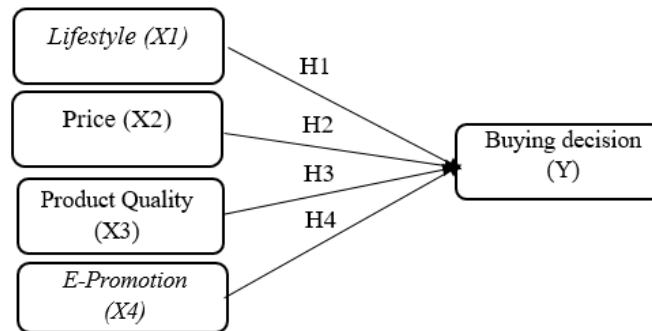 Lifestyle (X1)
H1
Price (X2)
H2
Buying decision
(Y)
H3
Product Quality
(X3)
H4
E-Promotion
(X4)